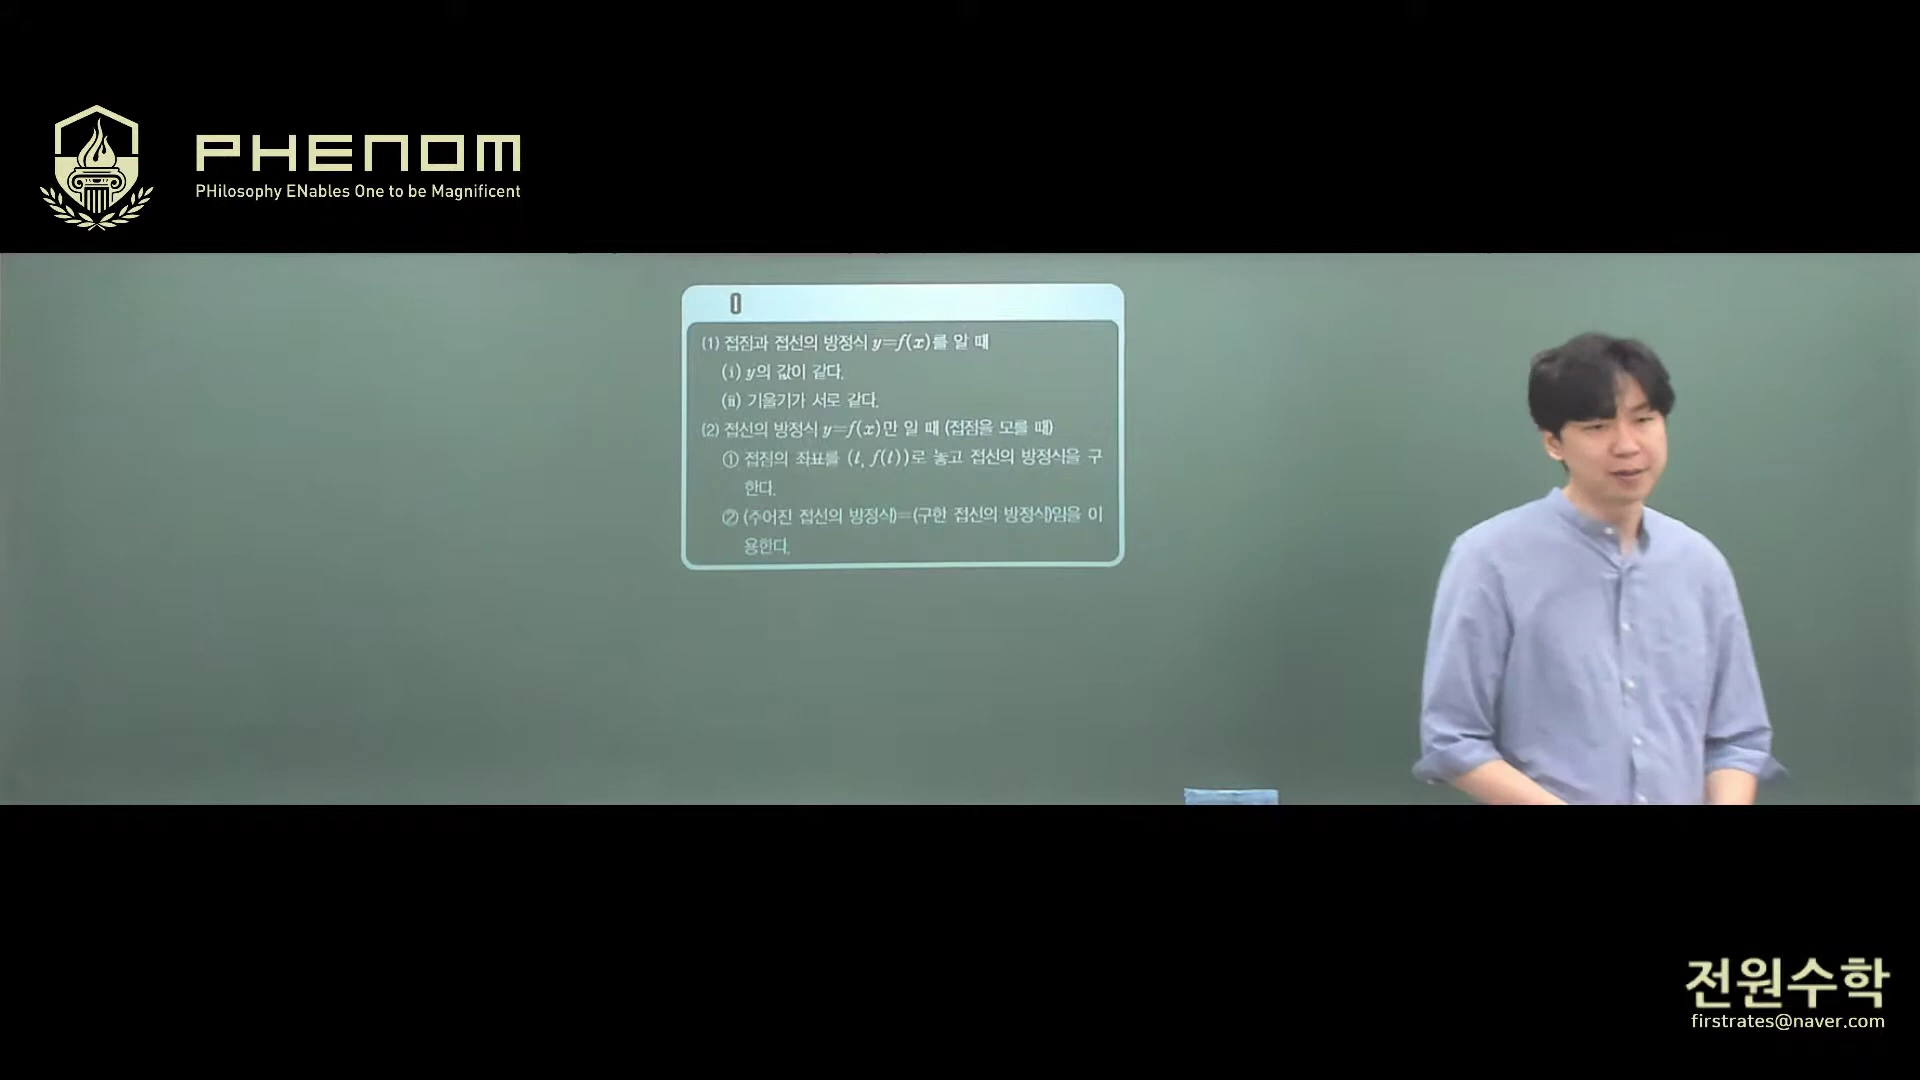 PHENOM
PHilosophy ENables One to be Magnificent
0
(1) 접점과 접선의 방정식 y=f(x)를 알 때
(ⅰ) y의 값이 같다.
(ⅱ) 기울기가 서로 같다.
(2) 접선의 방정식 y=f(x)만 알 때 (접점을 모를 때)
① 접점의 좌표를 (t, f(t))로 놓고 접선의 방정식을 구
한다.
② (주어진 접선의 방정식)=(구한 접선의 방정식)임을 이
용한다.
전원수학
firstrates@naver.com